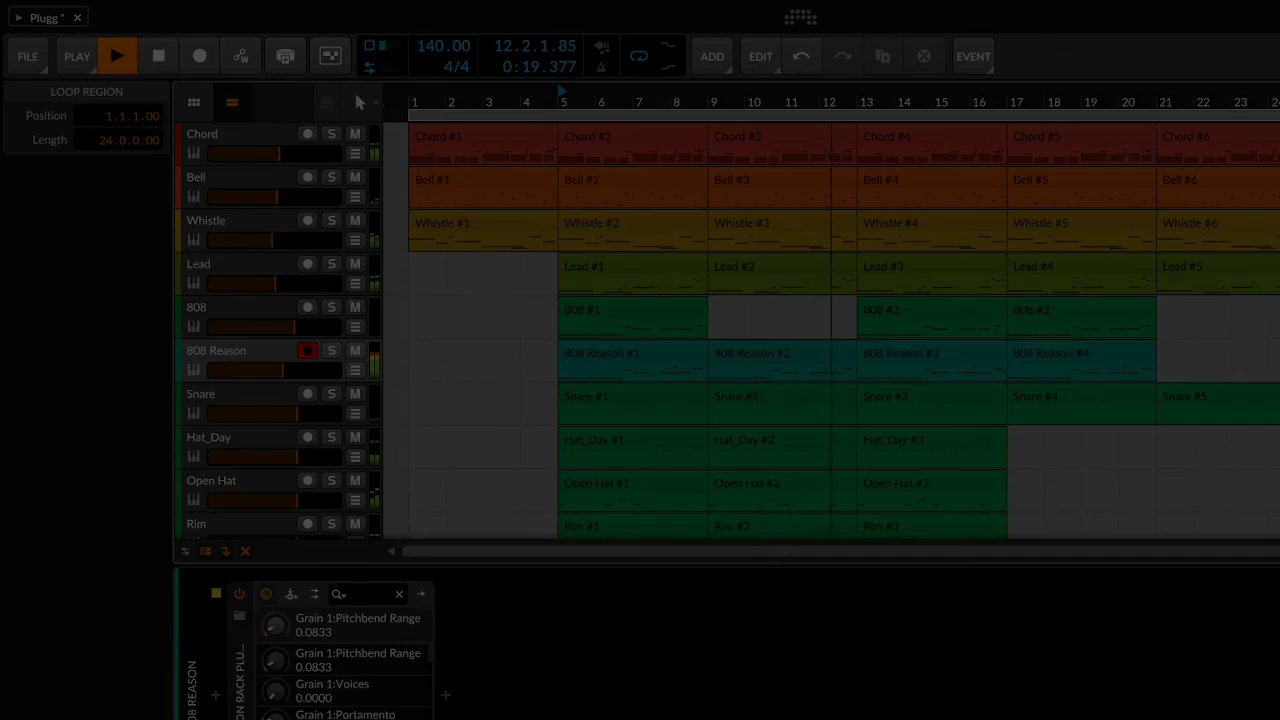 Plugg *
FILE PLAY 140.00 12.2.1.85 ADD EDIT EVENT
4/4 0:19.377
LOOP REGION
Position 1.1.1.00
Length 24.0.0.00
1 2 3 4 5 6 7 8 9 10 11 12 13 14 15 16 17 18 19 20 21 22 23 24
Chord S M Chord #1 Chord #2 Chord #3 Chord #4 Chord #5 Chord #6
Bell S M Bell #1 Bell #2 Bell #3 Bell #4 Bell #5 Bell #6
Whistle S M Whistle #1 Whistle #2 Whistle #3 Whistle #4 Whistle #5 Whistle #6
Lead S M Lead #1 Lead #2 Lead #3 Lead #4 Lead #5
808 S M 808 #1 808 #2 808 #3
808 Reason S M 808 Reason #1 808 Reason #2 808 Reason #3 808 Reason #4
Snare S M Snare #1 Snare #2 Snare #3 Snare #4 Snare #5
Hat_Day S M Hat_Day #1 Hat_Day #2 Hat_Day #3
Open Hat S M Open Hat #1 Open Hat #2 Open Hat #3
Rim S M Rim #1 Rim #2 Rim #3
808 REASON
ON RACK PLU...
Grain 1:Pitchbend Range
0.0833
Grain 1:Pitchbend Range
0.0833
Grain 1:Voices
0.0000
Grain 1:Portamento